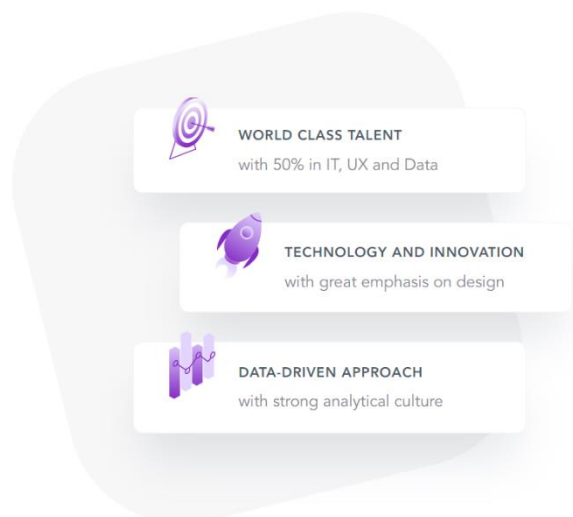 WORLD CLASS TALENT
with 50% in IT, UX and Data
TECHNOLOGY AND INNOVATION
with great emphasis on design
DATA-DRIVEN APPROACH
with strong analytical culture